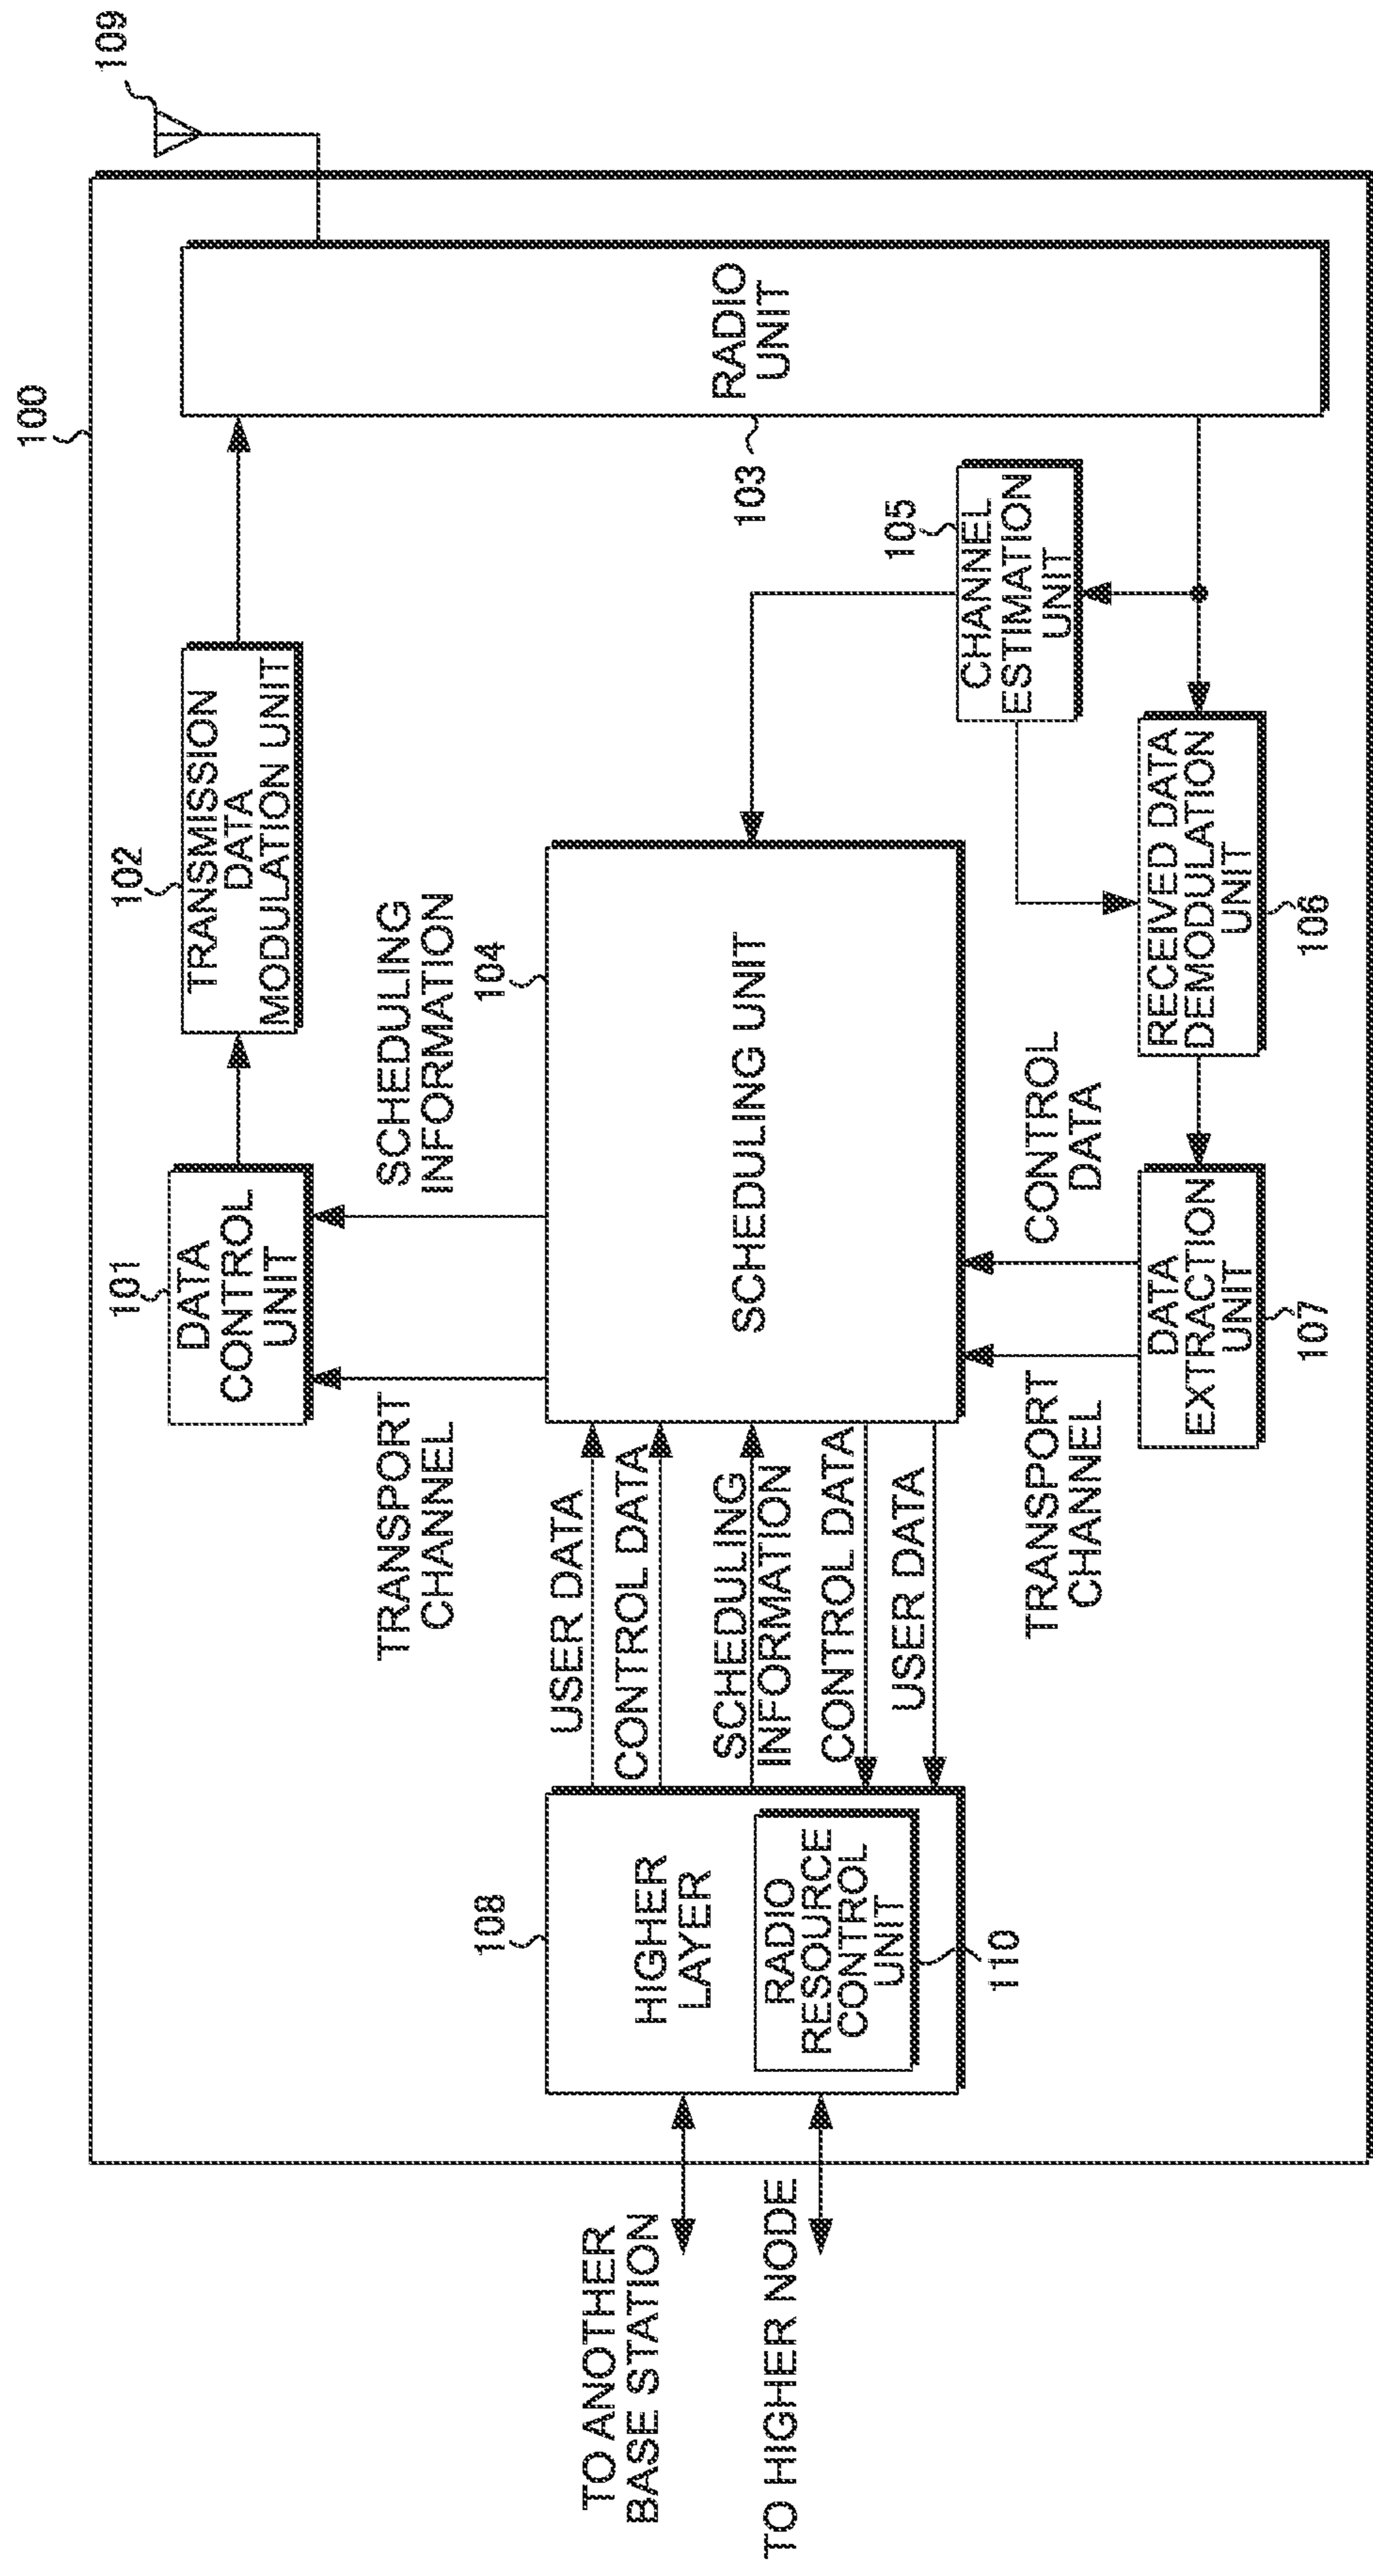 100
109
101
DATA
CONTROL
UNIT
102
TRANSMISSION
DATA
MODULATION UNIT
TRANSPORT
CHANNEL
SCHEDULING
INFORMATION
108
HIGHER
LAYER
RADIO
RESOURCE
CONTROL
UNIT
110
TO ANOTHER
BASE STATION
TO HIGHER NODE
USER DATA
CONTROL DATA
SCHEDULING
INFORMATION
CONTROL DATA
USER DATA
104
SCHEDULING UNIT
RADIO
UNIT
103
105
CHANNEL
ESTIMATION
UNIT
TRANSPORT
CHANNEL
CONTROL
DATA
DATA
EXTRACTION
UNIT
107
RECEIVED DATA
DEMODULATION
UNIT
106